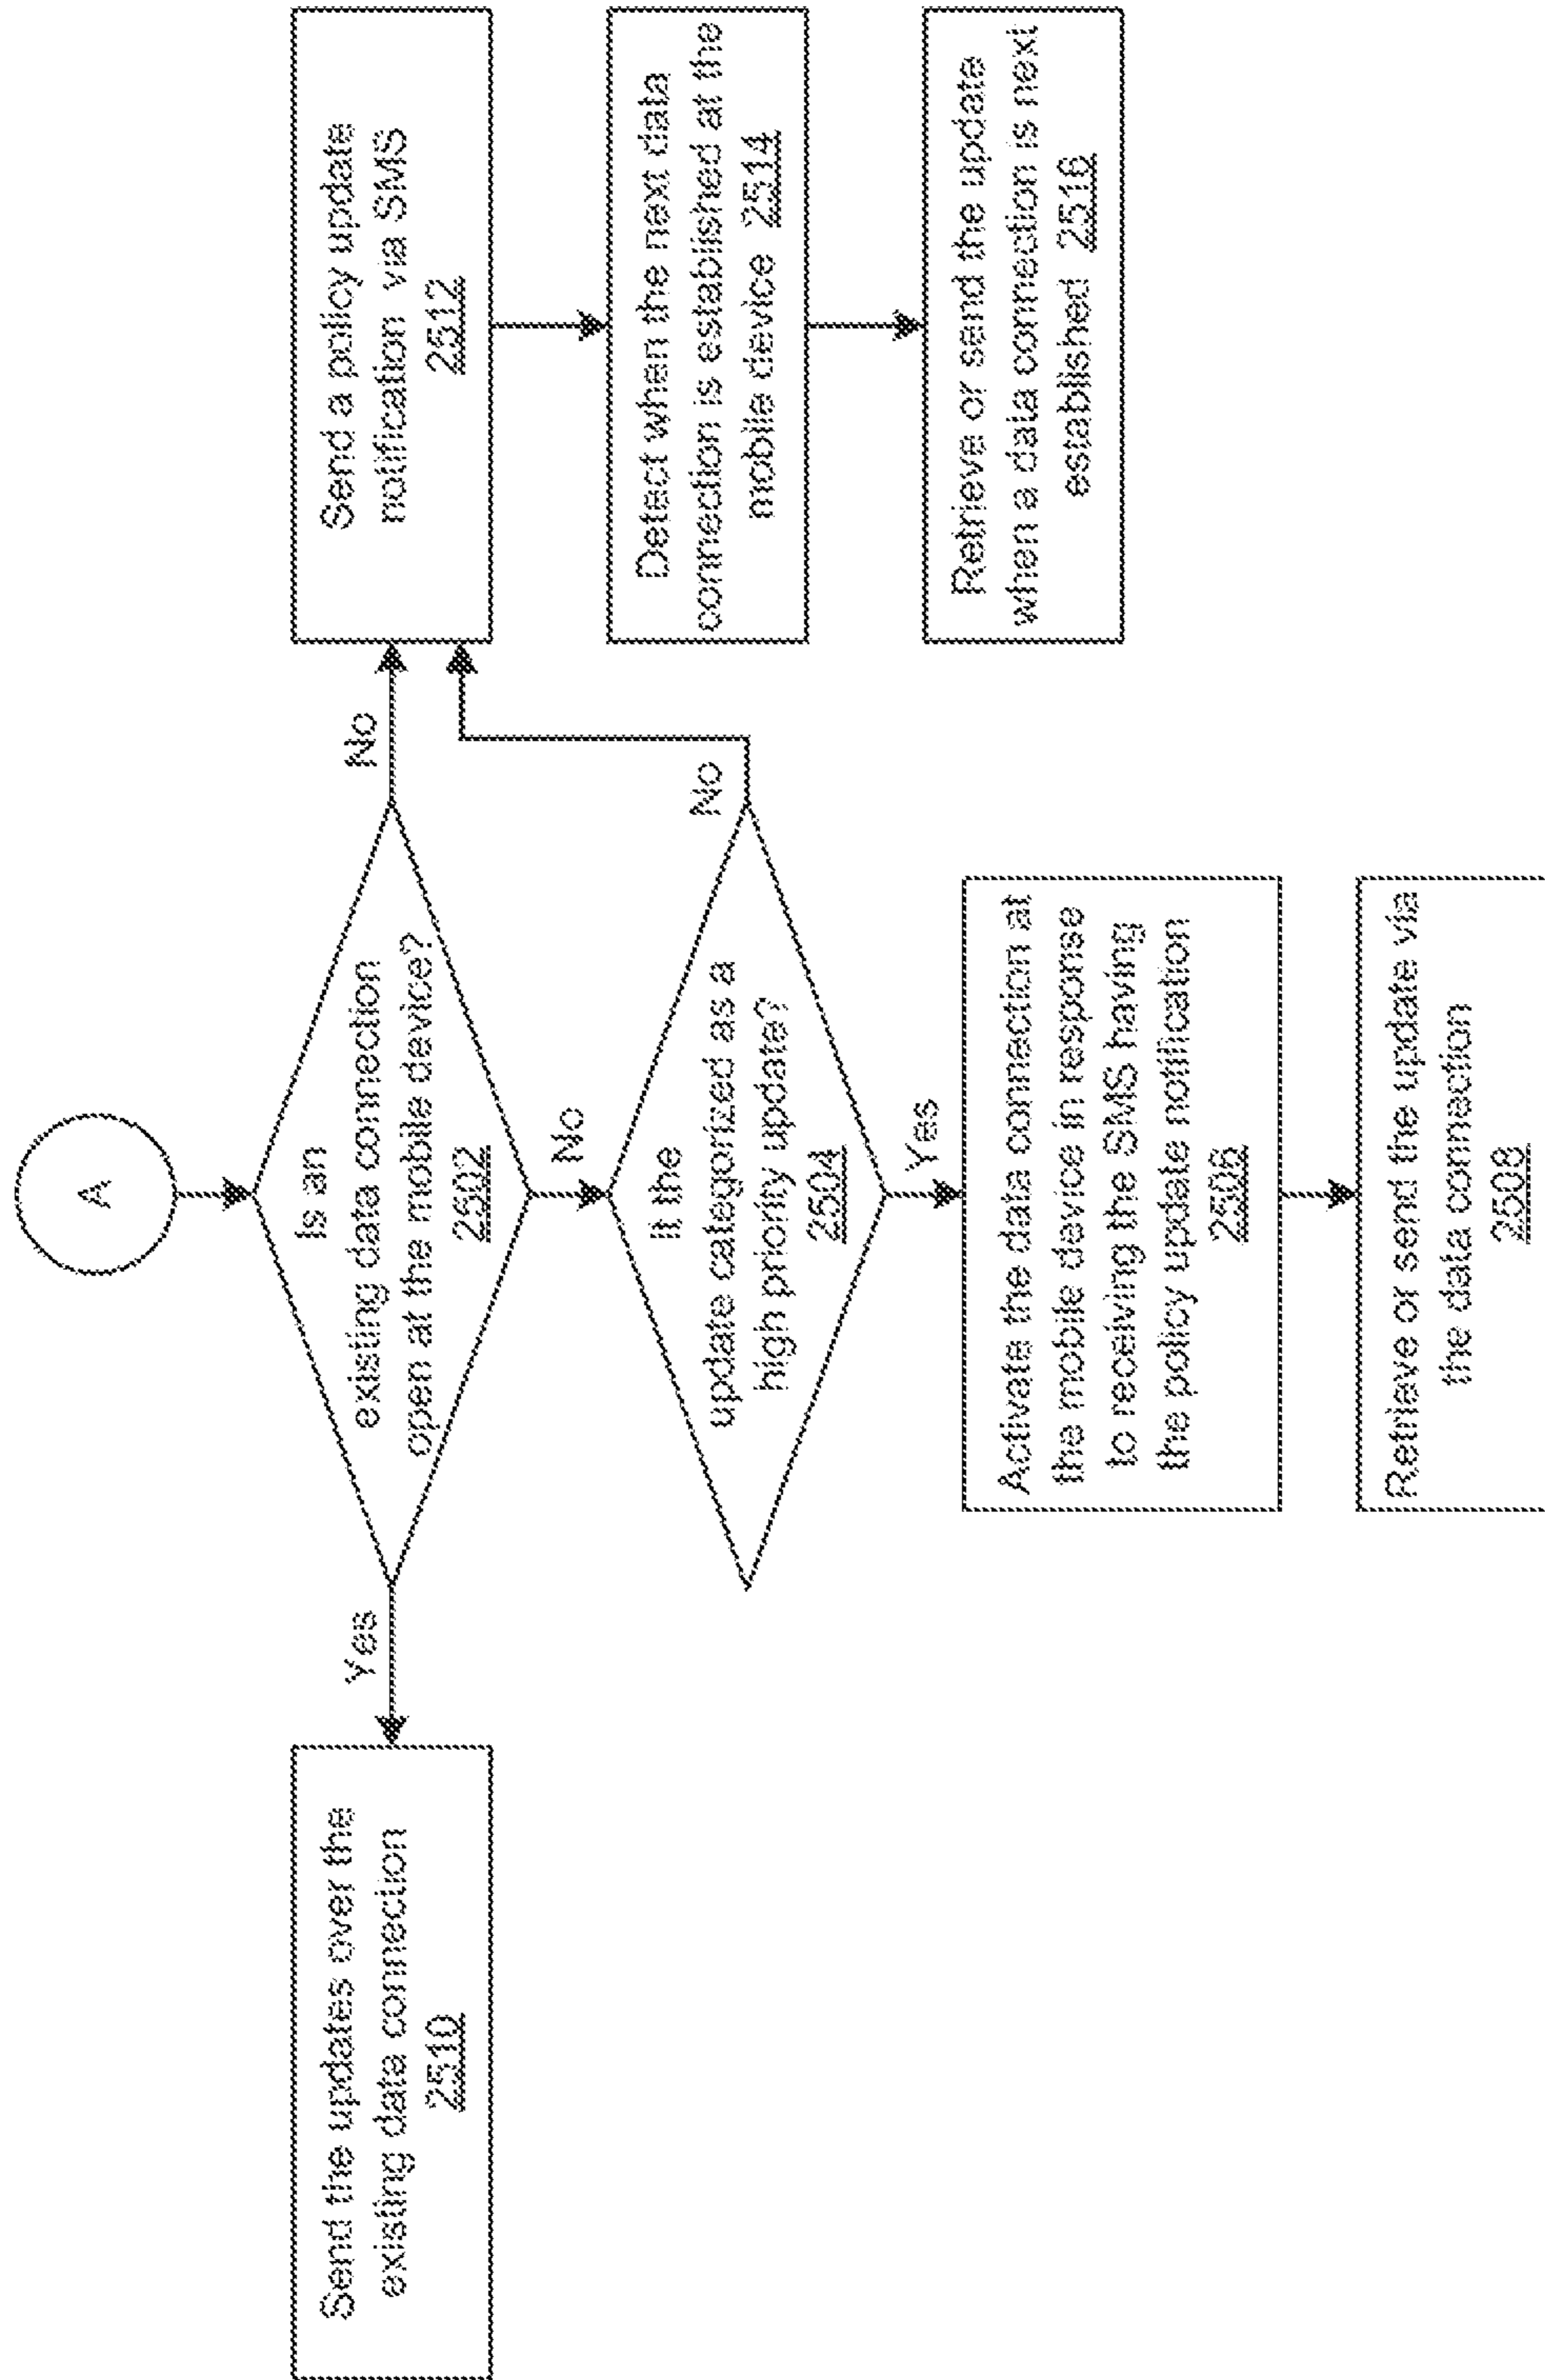 A
Is an
existing data connection
open at the mobile device?
2502
Yes
No
No
Send the updates over the
existing data connection
2510
Send a policy update
notification via SMS
2512
It the
update categorized as a
high priority update?
2504
No
Yes
Detect when the next data
connection is established at the
mobile device 2514
Activate the data connection at
the mobile device in response
to receiving the SMS having
the policy update notification
2506
Retrieve or send the update
when a data connection is next
established 2516
Retrieve or send the update via
the data connection
2508